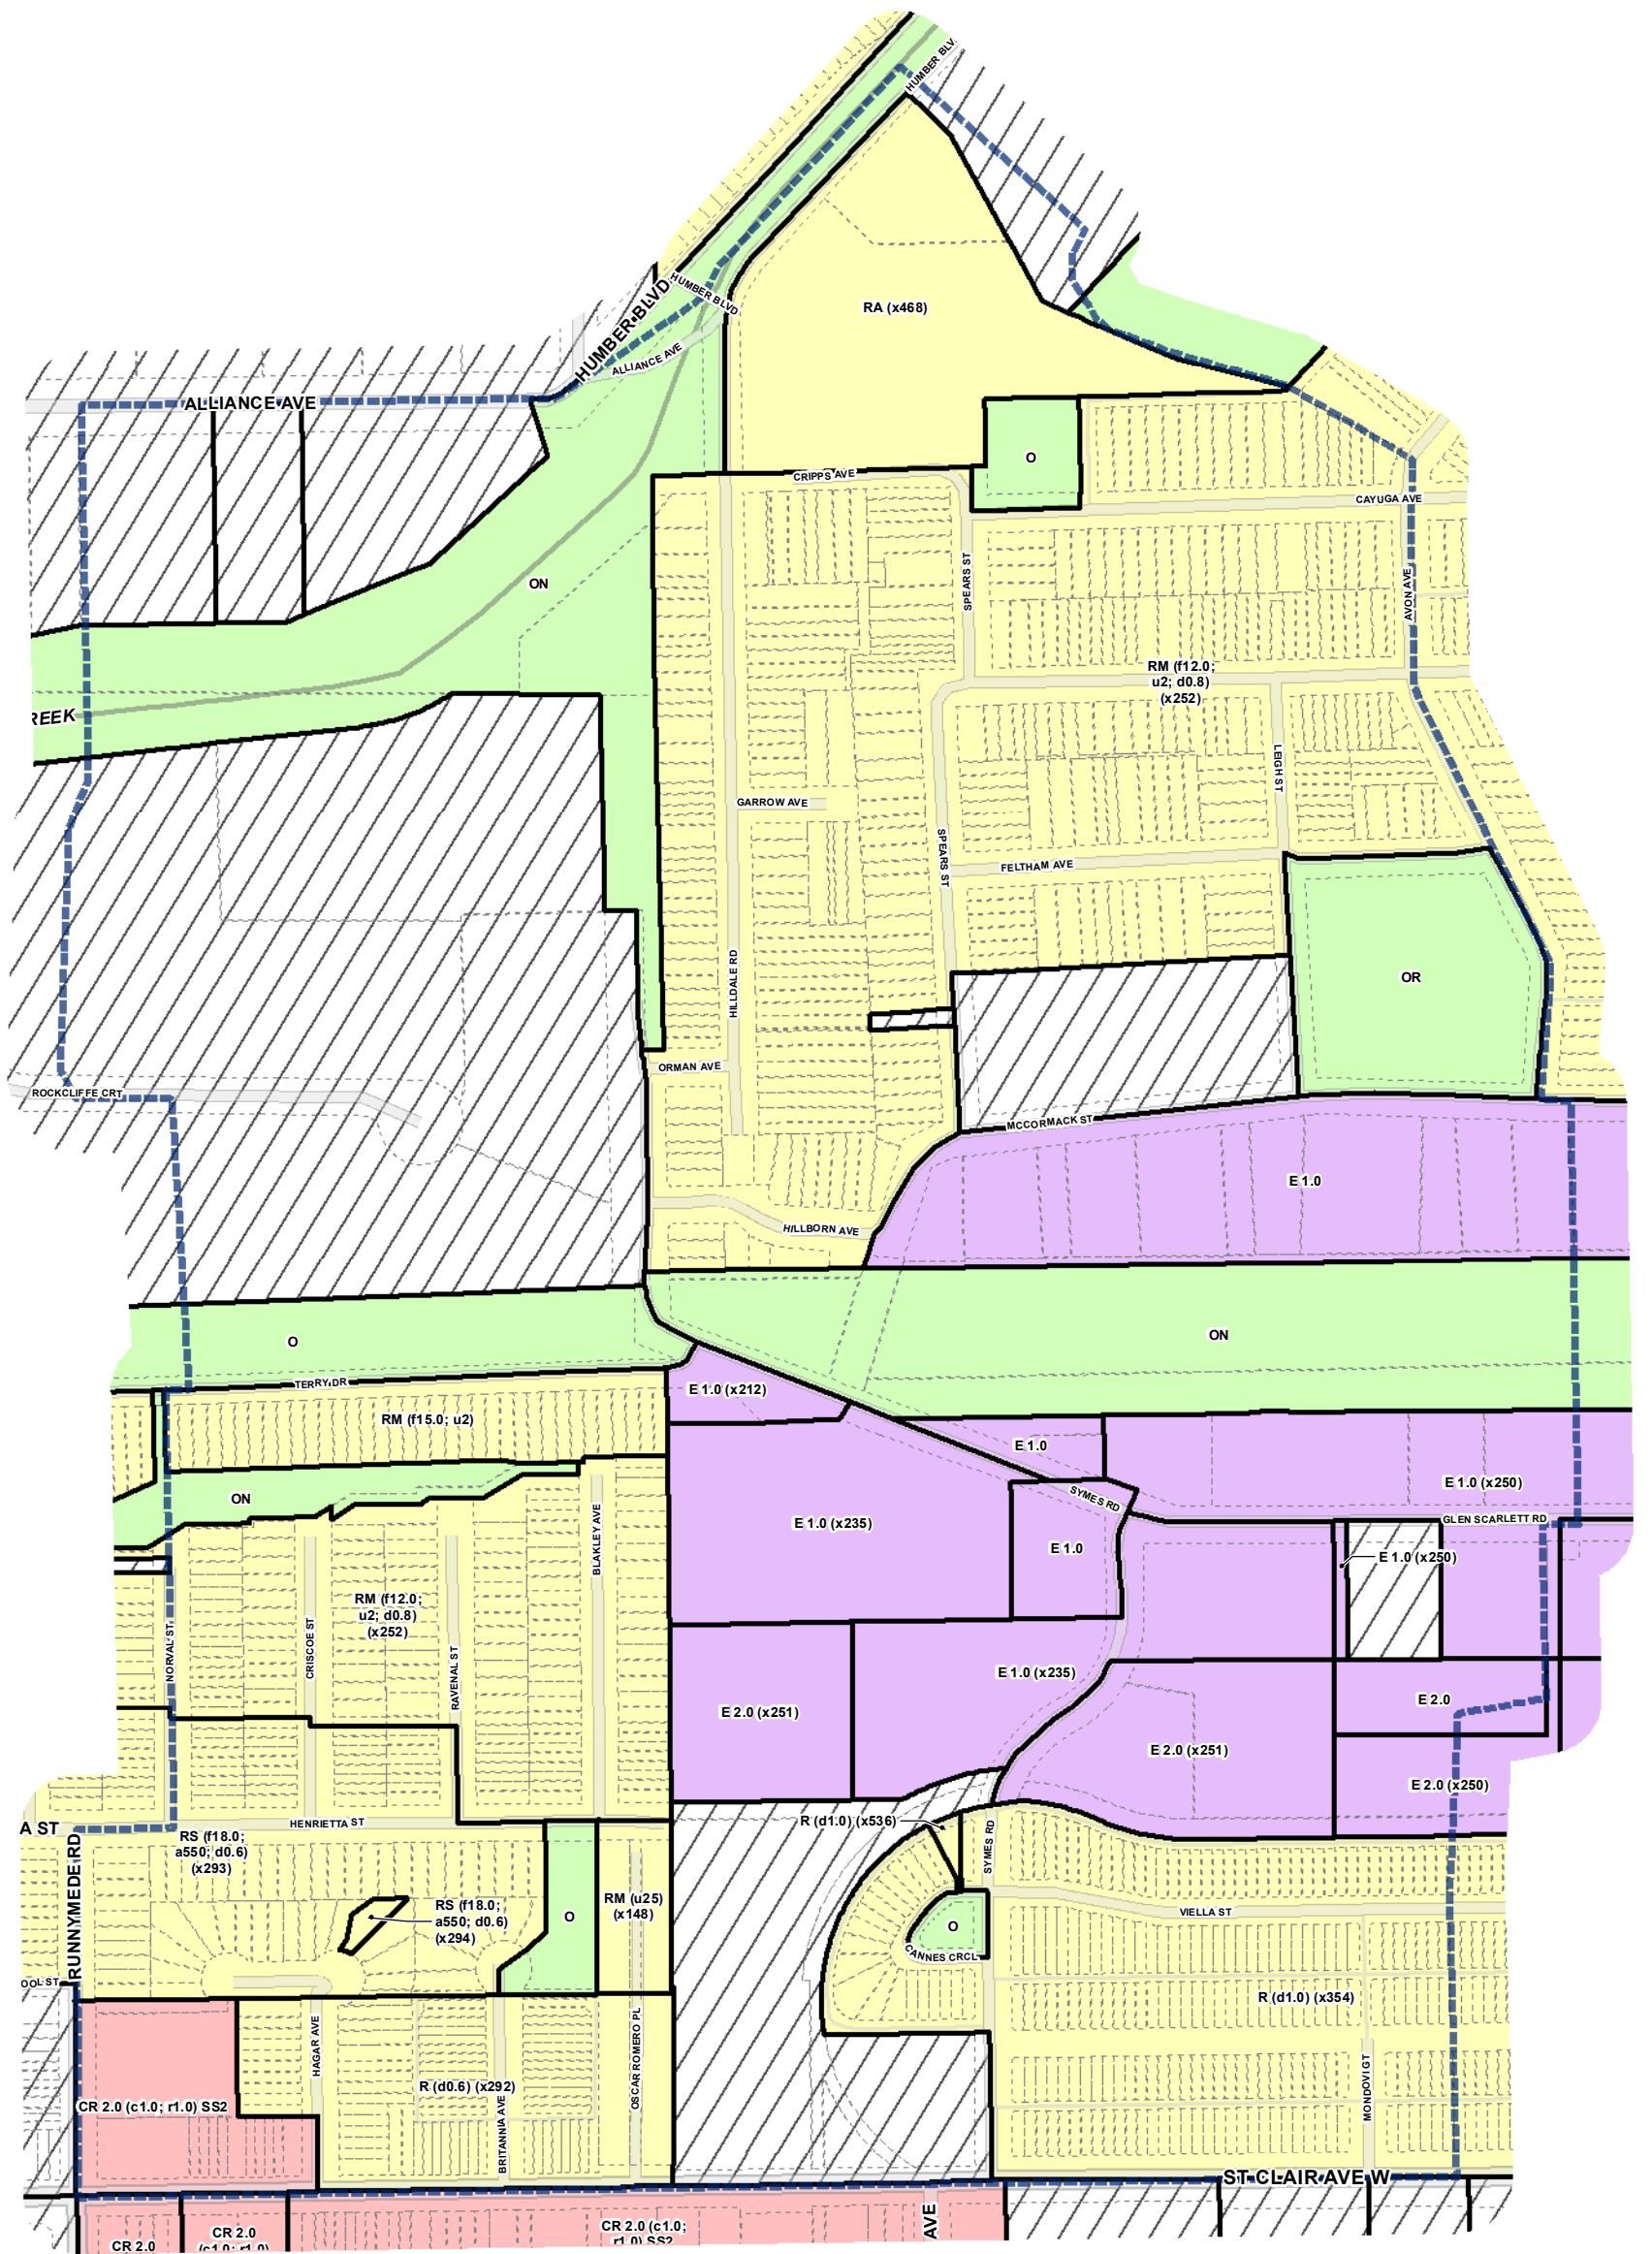 HUMBER BLV
RA (x468)
HUMBER BLVD
HUMBER BLVD
ALLIANCE AVE
ALLIANCE AVE
O
CRIPPS AVE
CAYUGA AVE
ON
SPEARS ST
AVON AVE
RM (f12.0;
u2; d0.8)
(x252)
REEK
LEIGH ST
GARROW AVE
SPEARS ST
FELTHAM AVE
HILLDALE RD
OR
ORMAN AVE
ROCKCLIFFE CRT
MCCORMACK ST
E 1.0
HILLBORN AVE
O
ON
TERRY DR
E 1.0 (x212)
RM (f15.0; u2)
E 1.0
E 1.0 (x250)
ON
SYMES RD
GLEN SCARLETT RD
E 1.0 (x235)
E 1.0
E 1.0 (x250)
BLAKLEY AVE
RM (f12.0;
u2; d0.8)
(x252)
NORVAL ST
CRISCOE ST
RAVENAL ST
E 1.0 (x235)
E 2.0 (x251)
E 2.0
E 2.0 (x251)
E 2.0 (x250)
HENRIETTA ST
A ST
R (d1.0) (x536)
RS (f18.0;
a550; d0.6)
(x293)
SYMES RD
RUNNYMEDE RD
RS (f18.0;
a550; d0.6)
(x294)
O
RM (u25)
(x148)
O
VIELLA ST
CANNES CRCL
OOL ST
R (d1.0) (x354)
HAGAR AVE
OSCAR ROMERO PL
R (d0.6) (x292)
MONDOVI GT
CR 2.0 (c1.0; r1.0) SS2
BRITANNIA AVE
ST CLAIR AVE W
AVE
CR 2.0
CR 2.0
(c1.0; r1.0)
CR 2.0 (c1.0;
r1.0) SS2